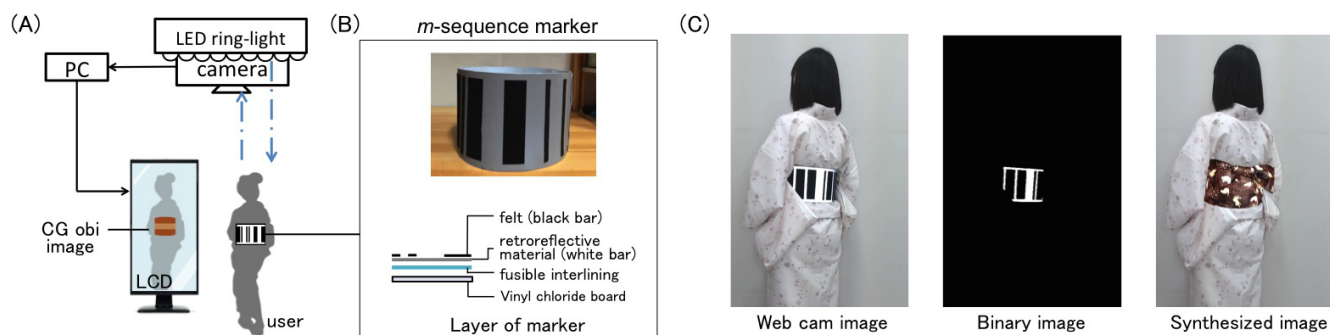 (A)
LED ring-light
PC
camera
CG obi
image
LCD
user
(B)
m-sequence marker
felt (black bar)
retroreflective
material (white bar)
fusible interlining
Vinyl chloride board
Layer of marker
(C)
Web cam image
Binary image
Synthesized image